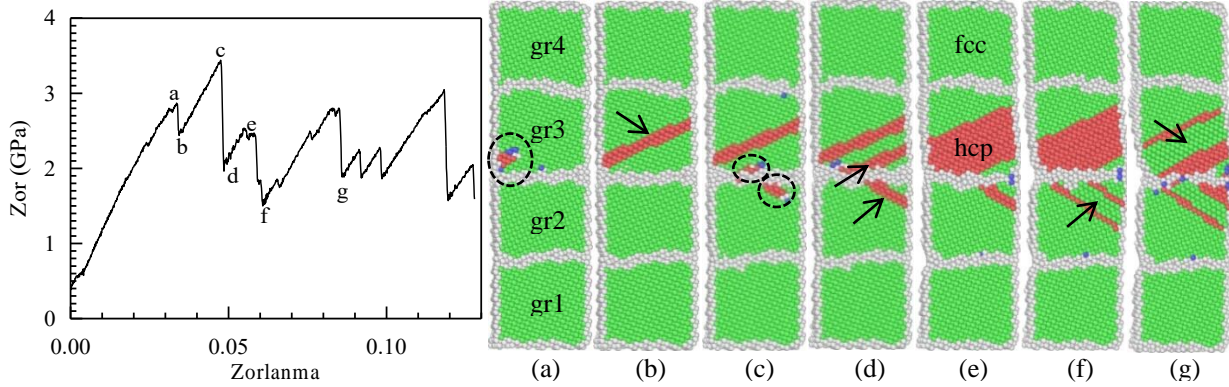 Zor (GPa)
4
3
2
1
0
0.00
0.05
0.10
Zorlanma
a
b
c
d
e
f
g
gr4
gr3
gr2
gr1
fcc
hcp
(a)
(b)
(c)
(d)
(e)
(f)
(g)